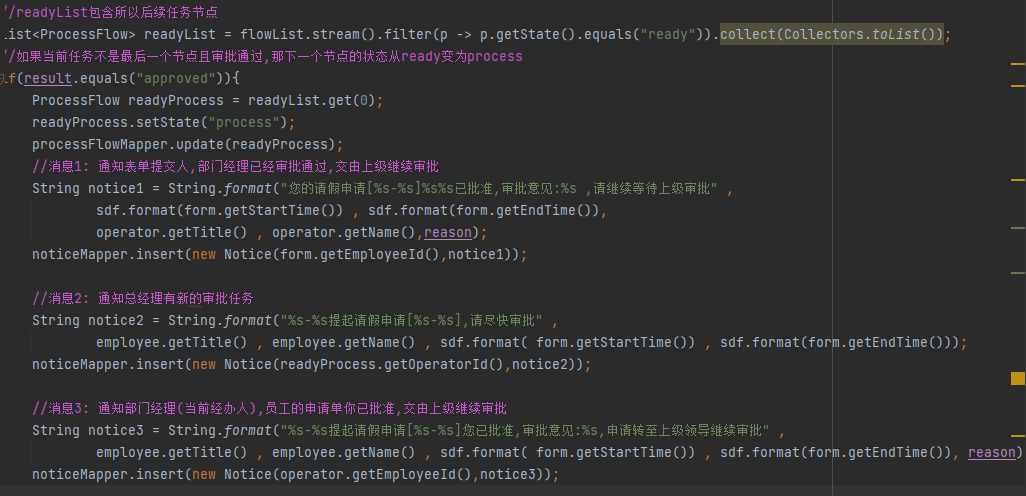 //readyList包含所以后续任务节点
List<ProcessFlow> readyList = flowList.stream().filter(p -> p.getState().equals("ready")).collect(Collectors.toList());
//如果当前任务不是最后一个节点且审批通过,那下一个节点的状态从ready变为process
if(result.equals("approved")){
ProcessFlow readyProcess = readyList.get(0);
readyProcess.setState("process");
processFlowMapper.update(readyProcess);
//消息1: 通知表单提交人,部门经理已经审批通过,交由上级继续审批
String notice1 = String.format("您的请假申请[%s-%s]%s%s已批准,审批意见:%s ,请继续等待上级审批" ,
sdf.format(form.getStartTime()) , sdf.format(form.getEndTime()),
operator.getTitle() , operator.getName(),reason);
noticeMapper.insert(new Notice(form.getEmployeeId(),notice1));
//消息2: 通知总经理有新的审批任务
String notice2 = String.format("%s-%s提起请假申请[%s-%s],请尽快审批" ,
employee.getTitle() , employee.getName() , sdf.format( form.getStartTime()) , sdf.format(form.getEndTime()));
noticeMapper.insert(new Notice(readyProcess.getOperatorId(),notice2));
//消息3: 通知部门经理(当前经办人),员工的申请单你已批准,交由上级继续审批
String notice3 = String.format("%s-%s提起请假申请[%s-%s]您已批准,审批意见:%s,申请转至上级领导继续审批" ,
employee.getTitle() , employee.getName() , sdf.format( form.getStartTime()) , sdf.format(form.getEndTime()), reason)
noticeMapper.insert(new Notice(operator.getEmployeeId(),notice3));